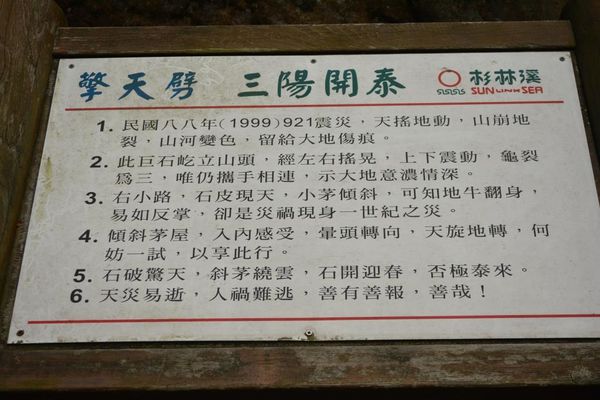 擎天劈 三陽開泰 杉林溪
SUN LINK SEA
1. 民國八八年(1999)921震災，天搖地動，山崩地
裂，山河變色，留給大地傷痕。
2. 此巨石屹立山頭，經左右搖晃，上下震動，龜裂
為三，唯仍攜手相連，示大地意濃情深。
3. 右小路，石皮現天，小茅傾斜，可知地牛翻身，
易如反掌，卻是災禍現身一世紀之災。
4. 傾斜茅屋，入內感受，暈頭轉向，天旋地轉，何
妨一試，以享此行。
5. 石破驚天，斜茅繞雲，石開迎春，否極泰來。
6. 天災易逝，人禍難逃，善有善報，善哉！